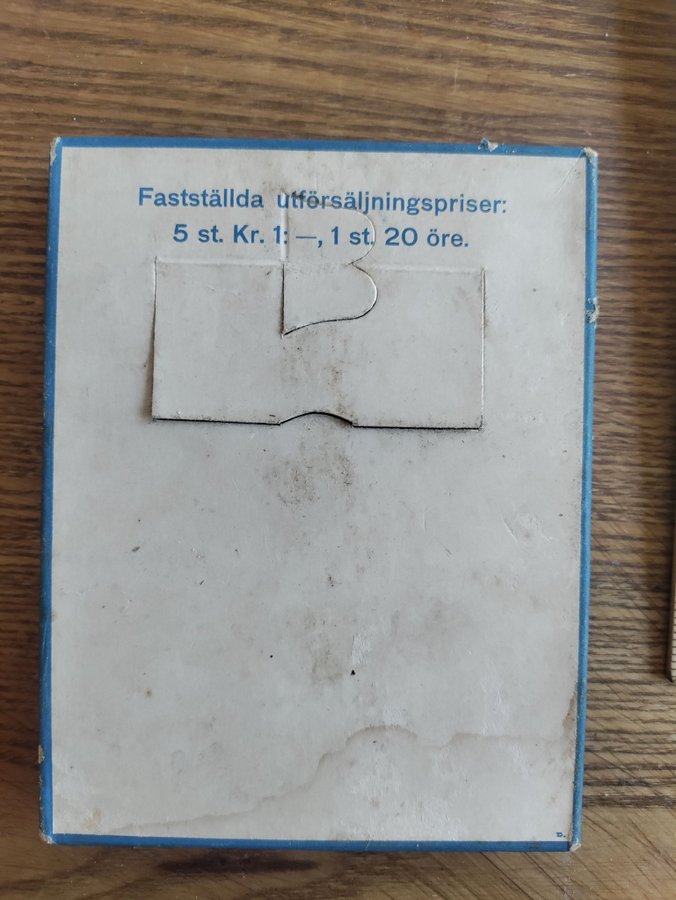 Fastställda utförsäljningspriser:
5 st. Kr. 1: —, 1 st. 20 öre.